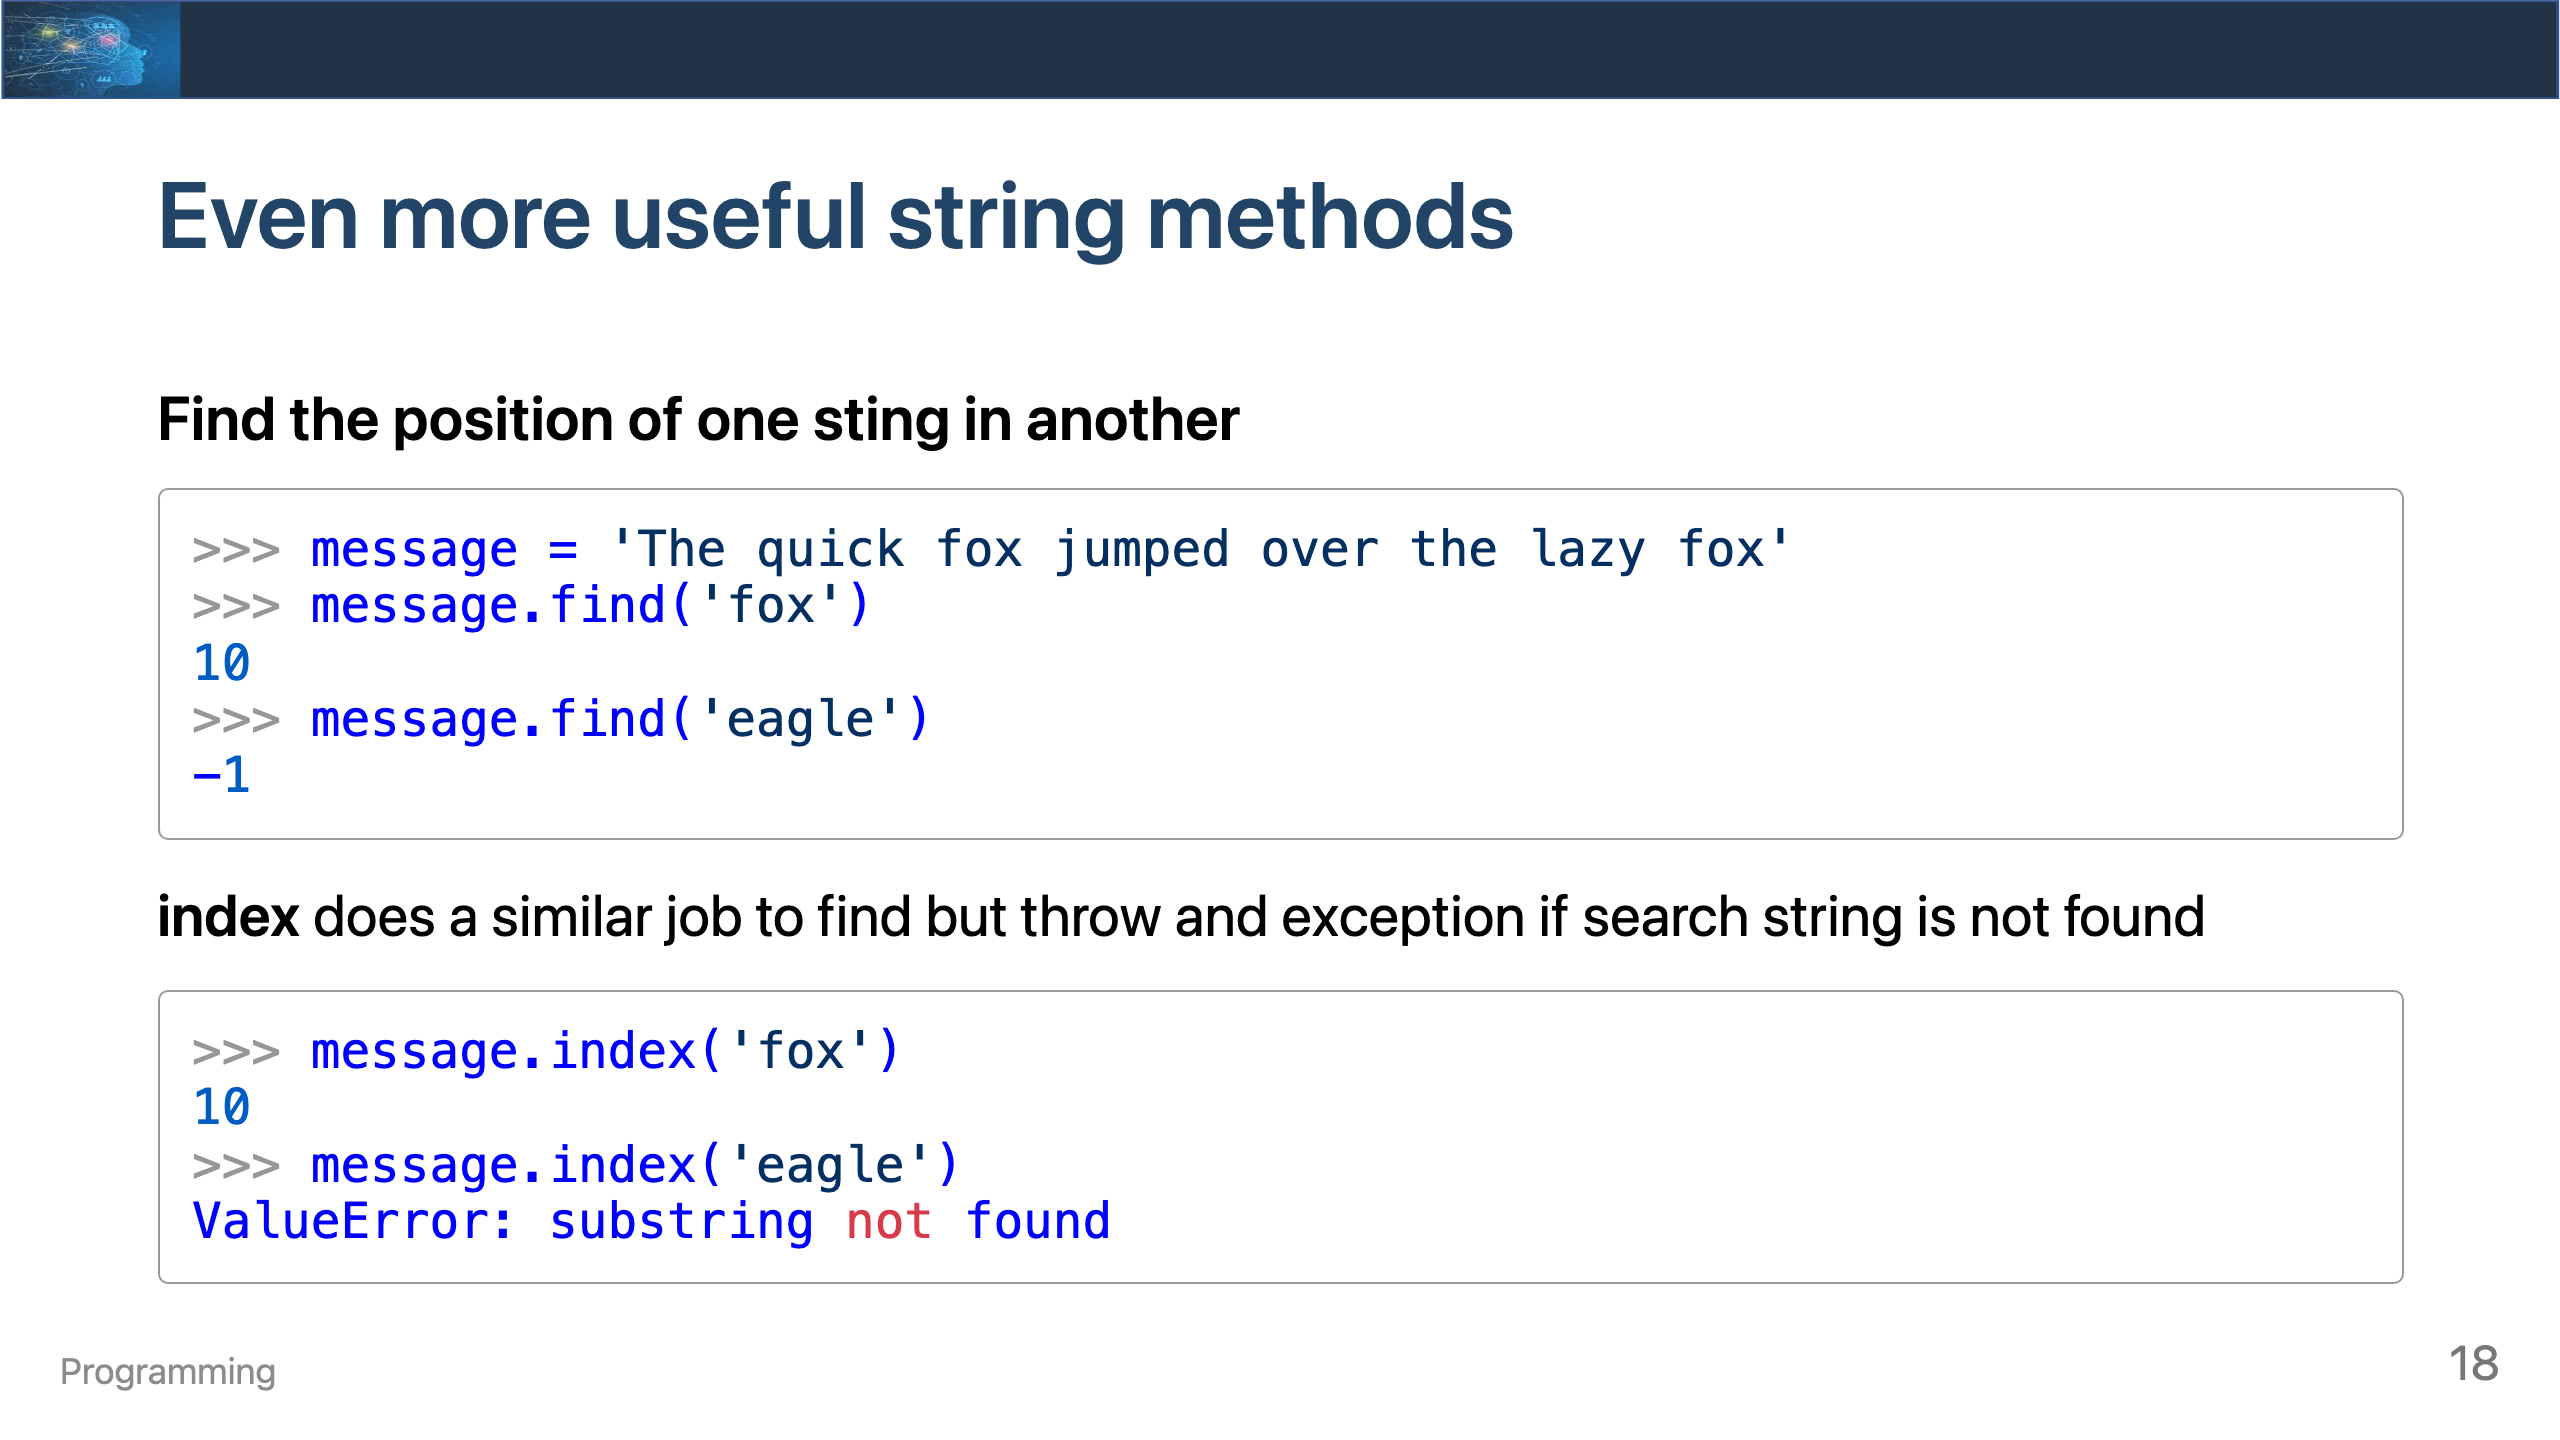 Even more useful string methods
Find the position of one sting in another
>>> message = 'The quick fox jumped over the lazy fox'
>>> message.find('fox')
10
>>> message.find('eagle')
-1
index does a similar job to find but throw and exception if search string is not found
>>> message.index('fox')
10
>>> message.index('eagle')
ValueError: substring not found
Programming
18